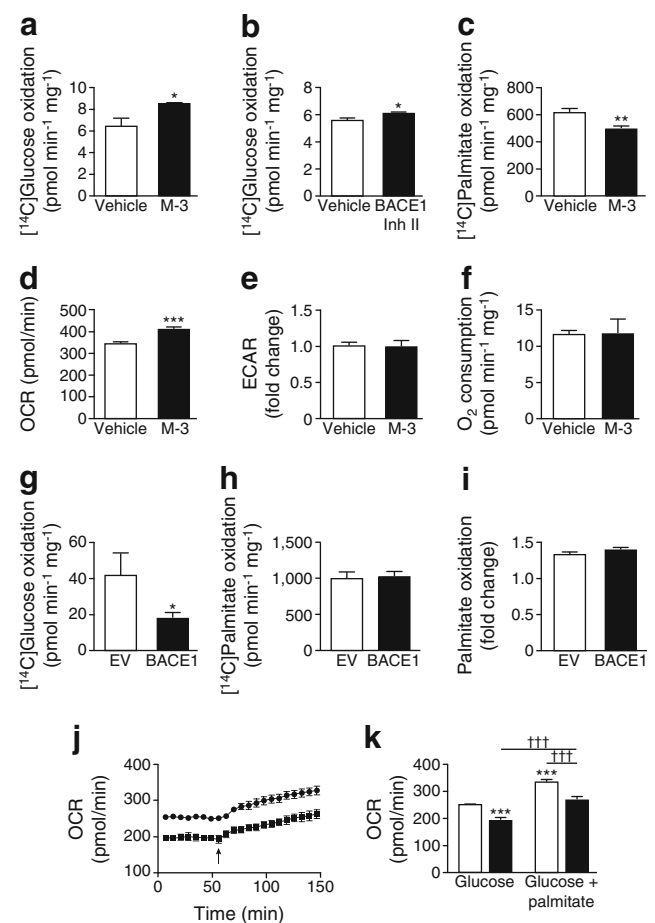 a
[¹⁴C]Glucose oxidation
(pmol min⁻¹ mg⁻¹)
10
8
6
4
2
0
*
Vehicle M-3
b
[¹⁴C]Glucose oxidation
(pmol min⁻¹ mg⁻¹)
8
6
4
2
0
*
Vehicle BACE1
Inh II
c
[¹⁴C]Palmitate oxidation
(pmol min⁻¹ mg⁻¹)
800
600
400
200
0
**
Vehicle M-3
d
OCR (pmol/min)
500
400
300
200
100
0
***
Vehicle M-3
e
ECAR
(fold change)
1.5
1.0
0.5
0
Vehicle M-3
f
O₂ consumption
(pmol min⁻¹ mg⁻¹)
15
10
5
0
Vehicle M-3
g
[¹⁴C]Glucose oxidation
(pmol min⁻¹ mg⁻¹)
60
40
20
0
*
EV BACE1
h
[¹⁴C]Palmitate oxidation
(pmol min⁻¹ mg⁻¹)
1,500
1,000
500
0
EV BACE1
i
Palmitate oxidation
(fold change)
1.5
1.0
0.5
0
EV BACE1
j
OCR
(pmol/min)
400
300
200
100
0 50 100 150
Time (min)
k
OCR
(pmol/min)
400
300
200
100
0
†††
†††
***
***
Glucose Glucose +
palmitate